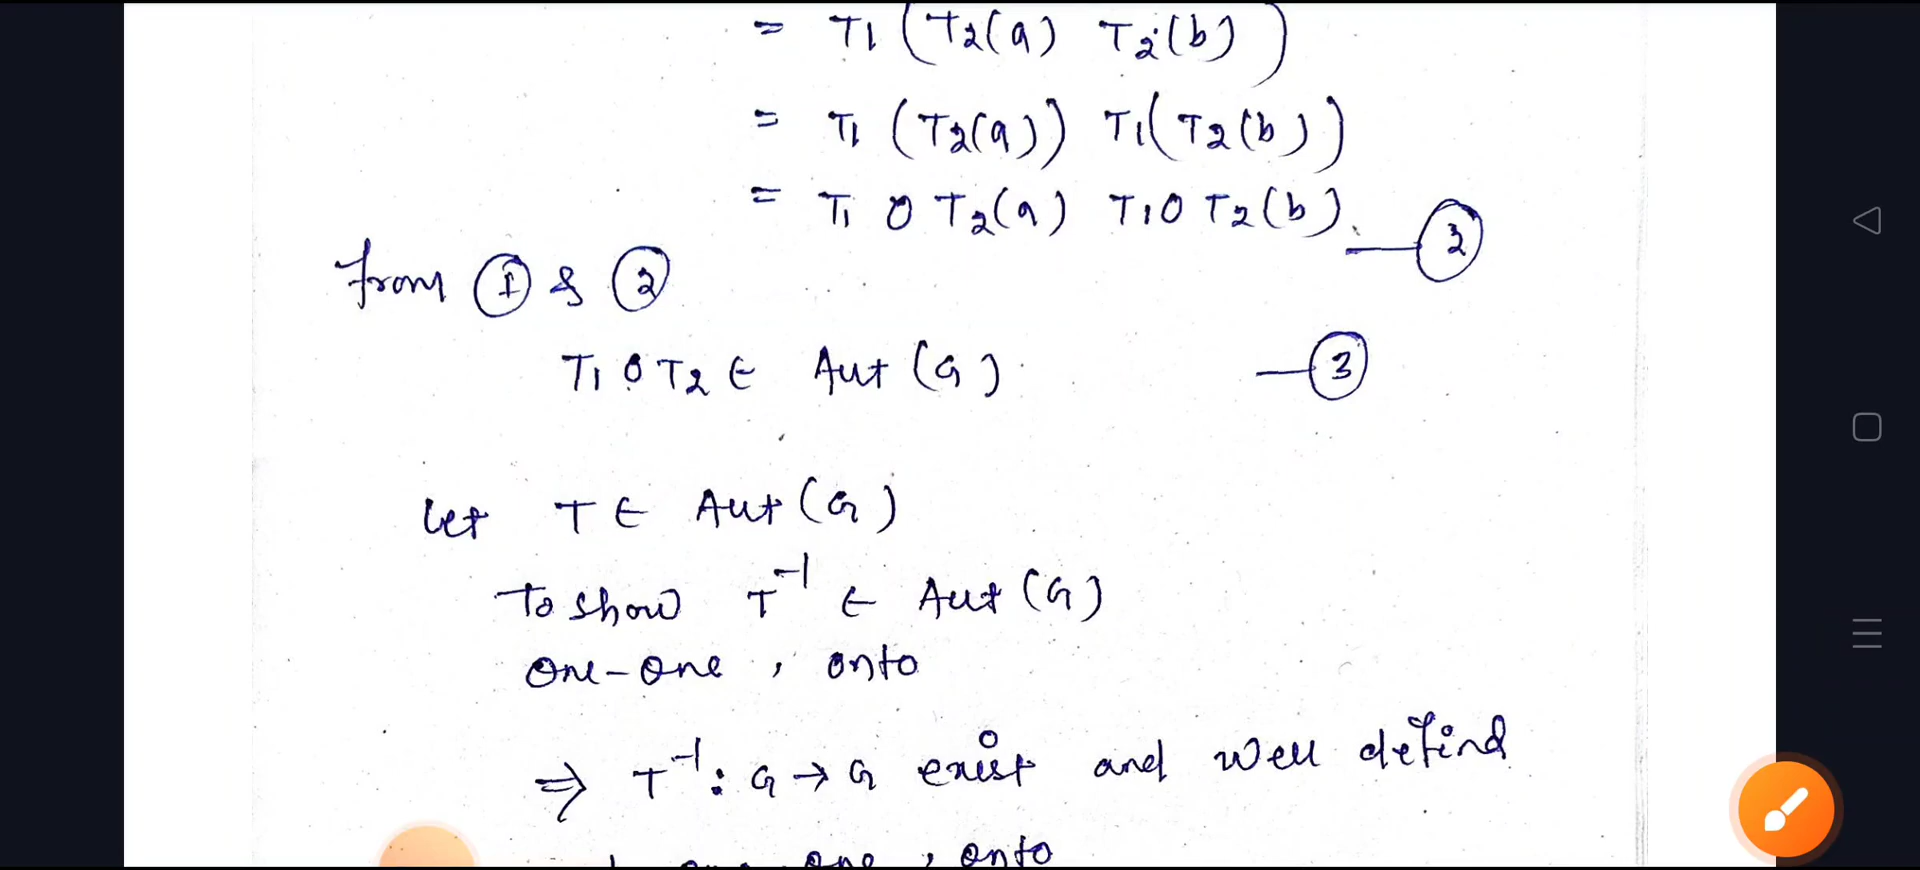 = T1 (T2(a) T2(b))
= T1 (T2(a)) T1(T2(b))
= T1 O T2(a) T1 O T2(b). — 2
from 1 & 2
T1 O T2 ∈ Aut (G) — 3
Let T ∈ Aut (G)
To show T⁻¹ ∈ Aut (G)
One-One , onto
⇒ T⁻¹ : G → G exist and well defind
one , onto